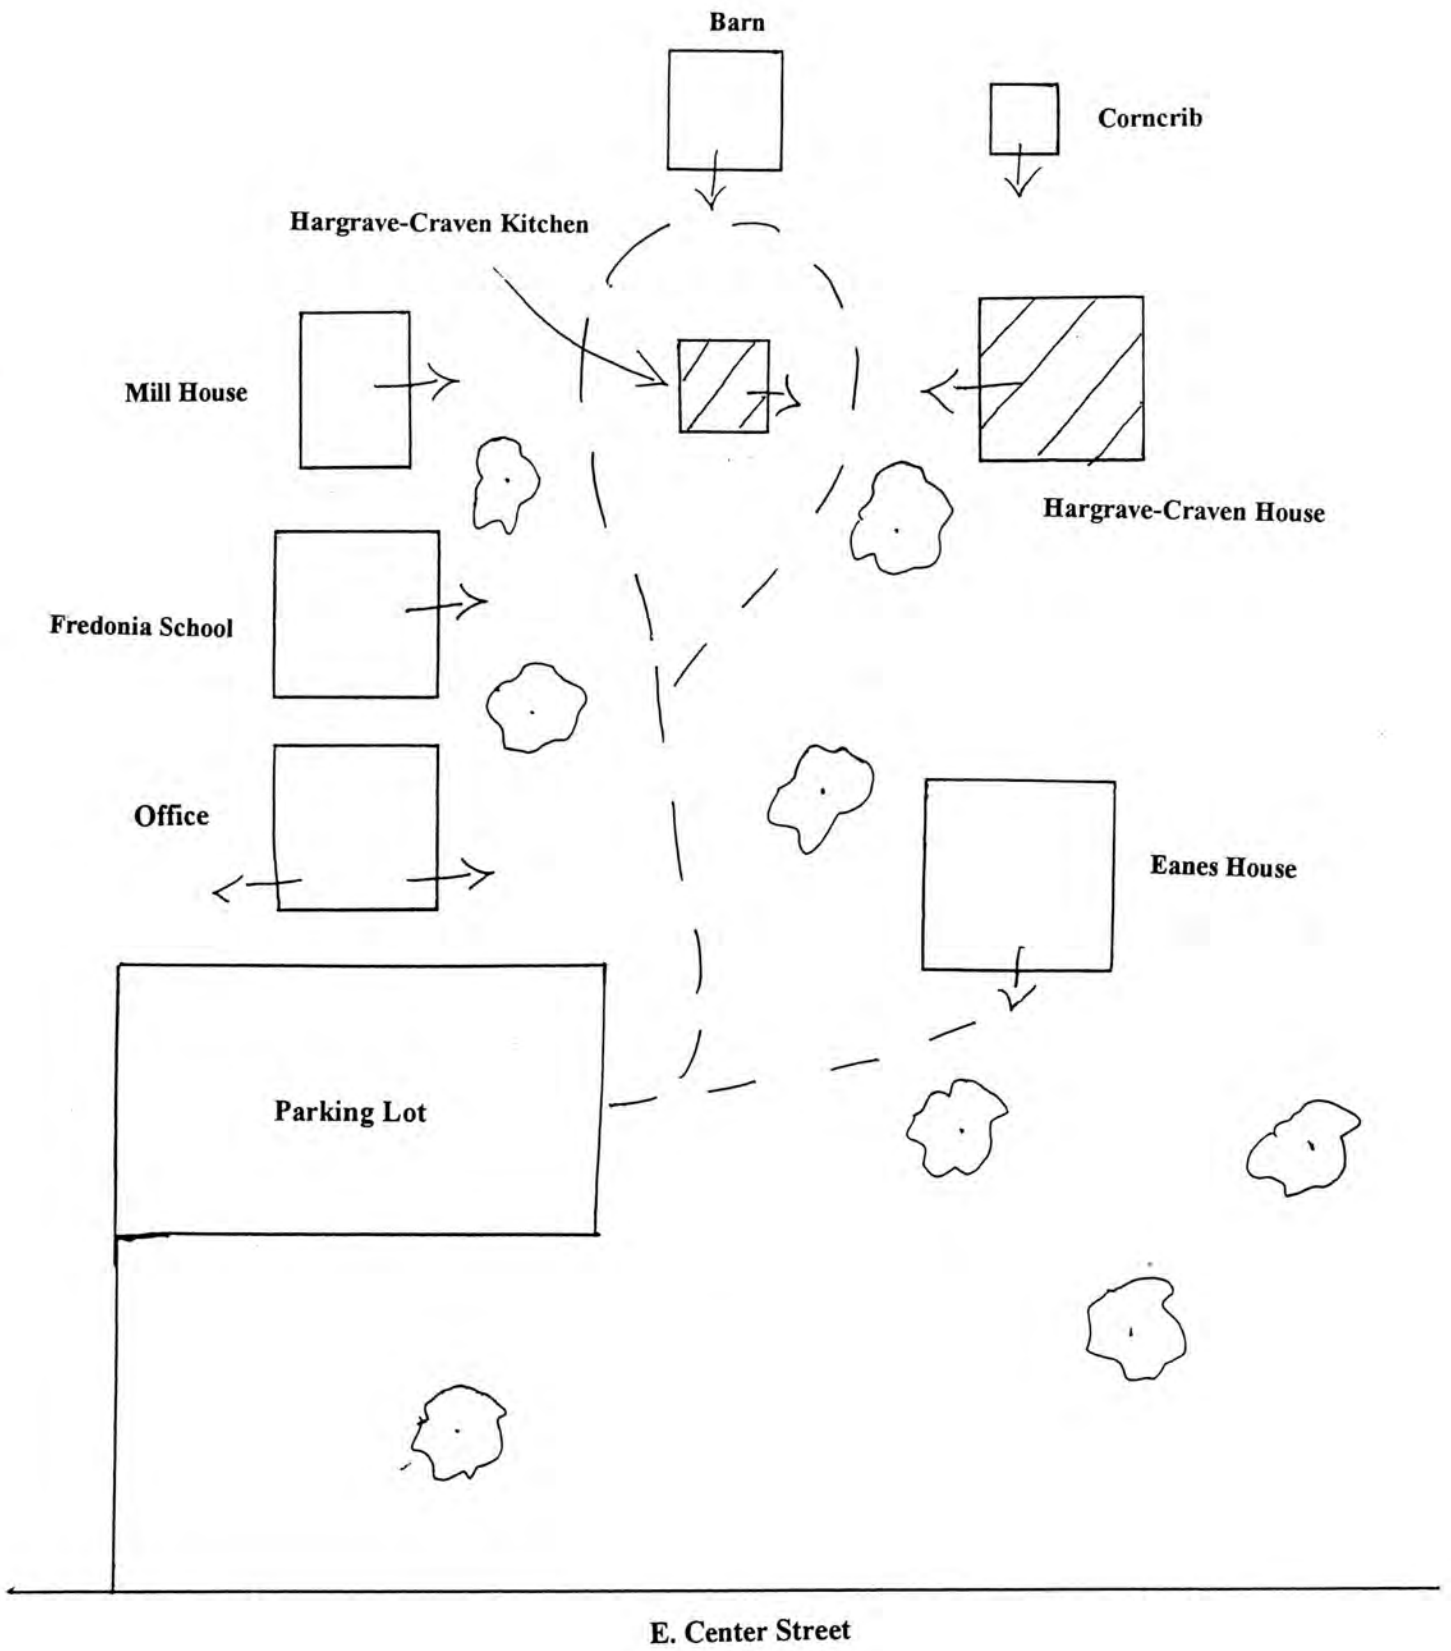 Barn
Corncrib
Hargrave-Craven Kitchen
Mill House
Hargrave-Craven House
Fredonia School
Office
Eanes House
Parking Lot
E. Center Street